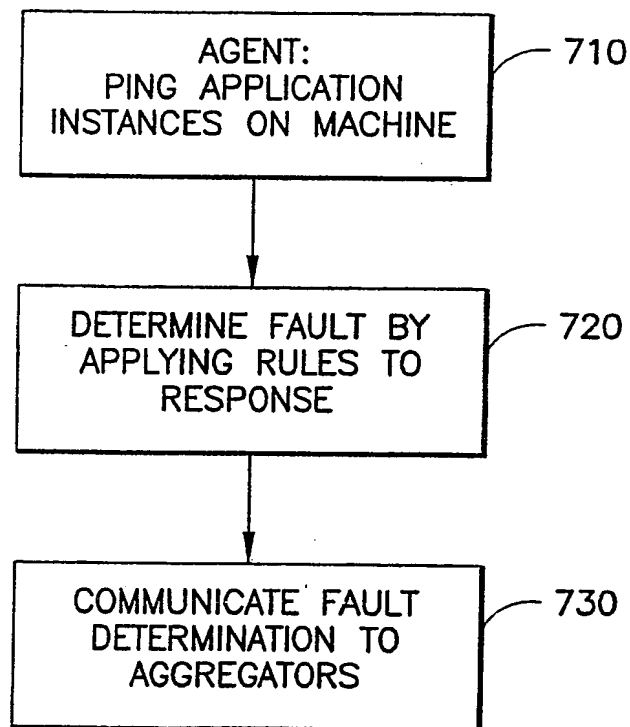 AGENT:
PING APPLICATION
INSTANCES ON MACHINE
710
DETERMINE FAULT BY
APPLYING RULES TO
RESPONSE
720
COMMUNICATE FAULT
DETERMINATION TO
AGGREGATORS
730